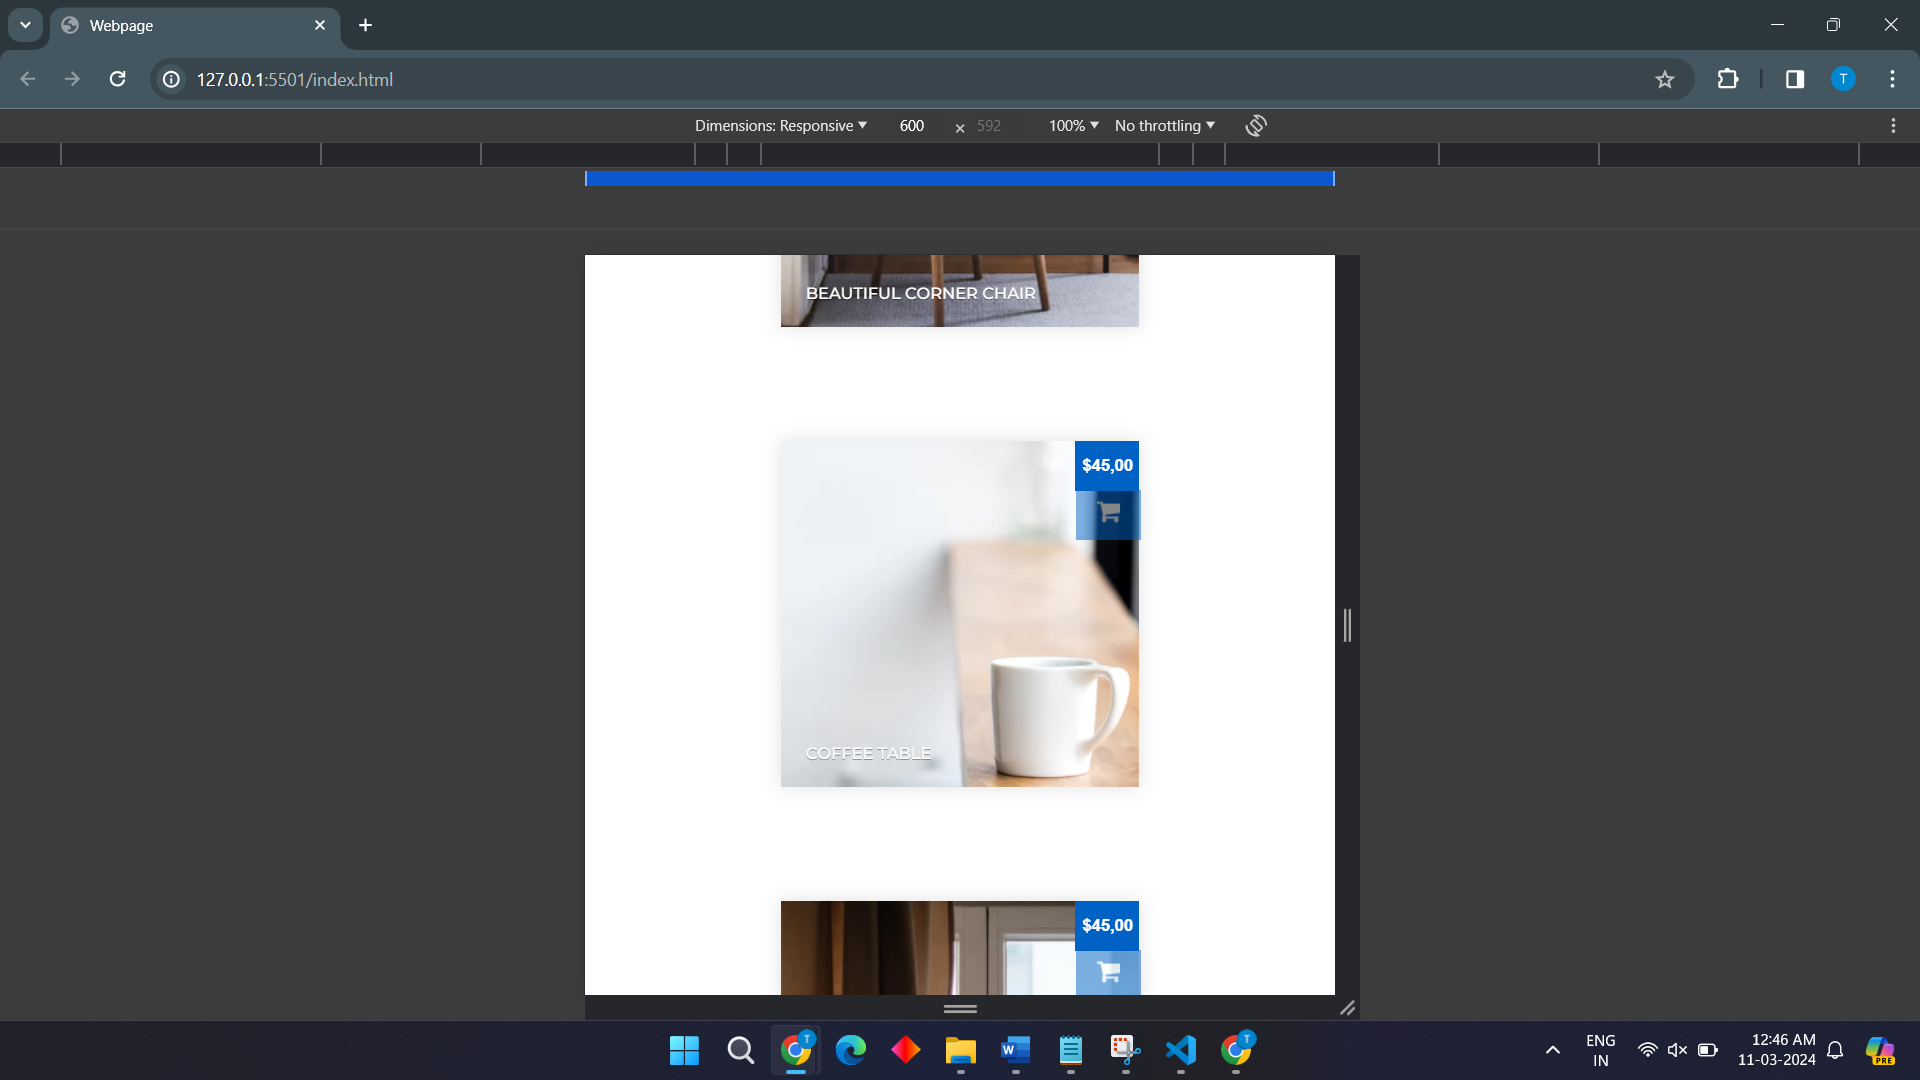 Webpage
127.0.0.1:5501/index.html
T
Dimensions: Responsive 600 × 592 100% No throttling
BEAUTIFUL CORNER CHAIR
$45,00
COFFEE TABLE
$45,00
T
W
T
ENG
IN
12:46 AM
11-03-2024
PRE